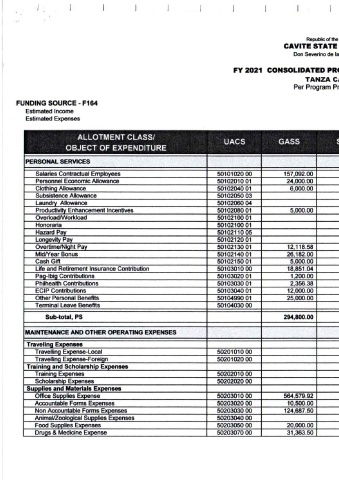 Republic of the
CAVITE STATE
Don Severino de la
FY 2021 CONSOLIDATED PRO
TANZA CA
Per Program Pr
FUNDING SOURCE - F164
Estimated Income
Estimated Expenses
ALLOTMENT CLASS/ OBJECT OF EXPENDITURE UACS GASS S
PERSONAL SERVICES
Salaries Contractual Employees 50101020 00 157,092.00
Personnel Economic Allowance 50102010 01 24,000.00
Clothing Allowance 50102040 01 6,000.00
Subsistence Allowance 50102050 03
Laundry Allowance 50102060 04
Productivity Enhancement Incentives 50102080 01 5,000.00
Overload/Workload 50102100 01
Honoraria 50102100 01
Hazard Pay 50102110 05
Longevity Pay 50102120 01
Overtime/Night Pay 50102130 01 12,118.58
Mid/Year Bonus 50102140 01 26,182.00
Cash Gift 50102150 01 5,000.00
Life and Retirement Insurance Contribution 50103010 00 18,851.04
Pag-Ibig Contributions 50103020 01 1,200.00
Philhealth Contributions 50103030 01 2,356.38
ECIP Contributions 50103040 01 12,000.00
Other Personal Benefits 50104990 01 25,000.00
Terminal Leave Benefits 50104030 00
Sub-total, PS 294,800.00
MAINTENANCE AND OTHER OPERATING EXPENSES
Traveling Expenses
Travelling Expense-Local 50201010 00
Travelling Expense-Foreign 50201020 00
Training and Scholarship Expenses
Training Expenses 50202010 00
Scholarship Expenses 50202020 00
Supplies and Materials Expenses
Office Supplies Expense 50203010 00 564,579.92
Accountable Forms Expenses 50203020 00 10,500.00
Non Accountable Forms Expenses 50203030 00 124,687.50
Animal/Zoological Supplies Expenses 50203040 00
Food Supplies Expenses 50203050 00 20,000.00
Drugs & Medicine Expense 50203070 00 31,363.50